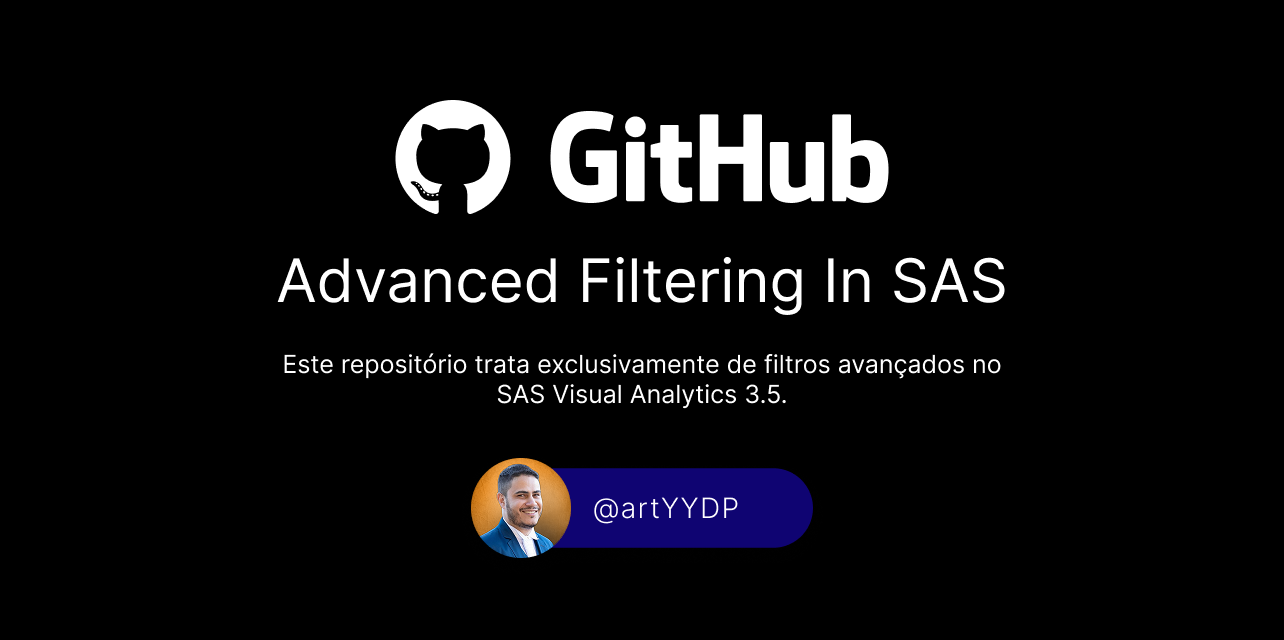 GitHub
Advanced Filtering In SAS
Este repositório trata exclusivamente de filtros avançados no
SAS Visual Analytics 3.5.
@artYYDP